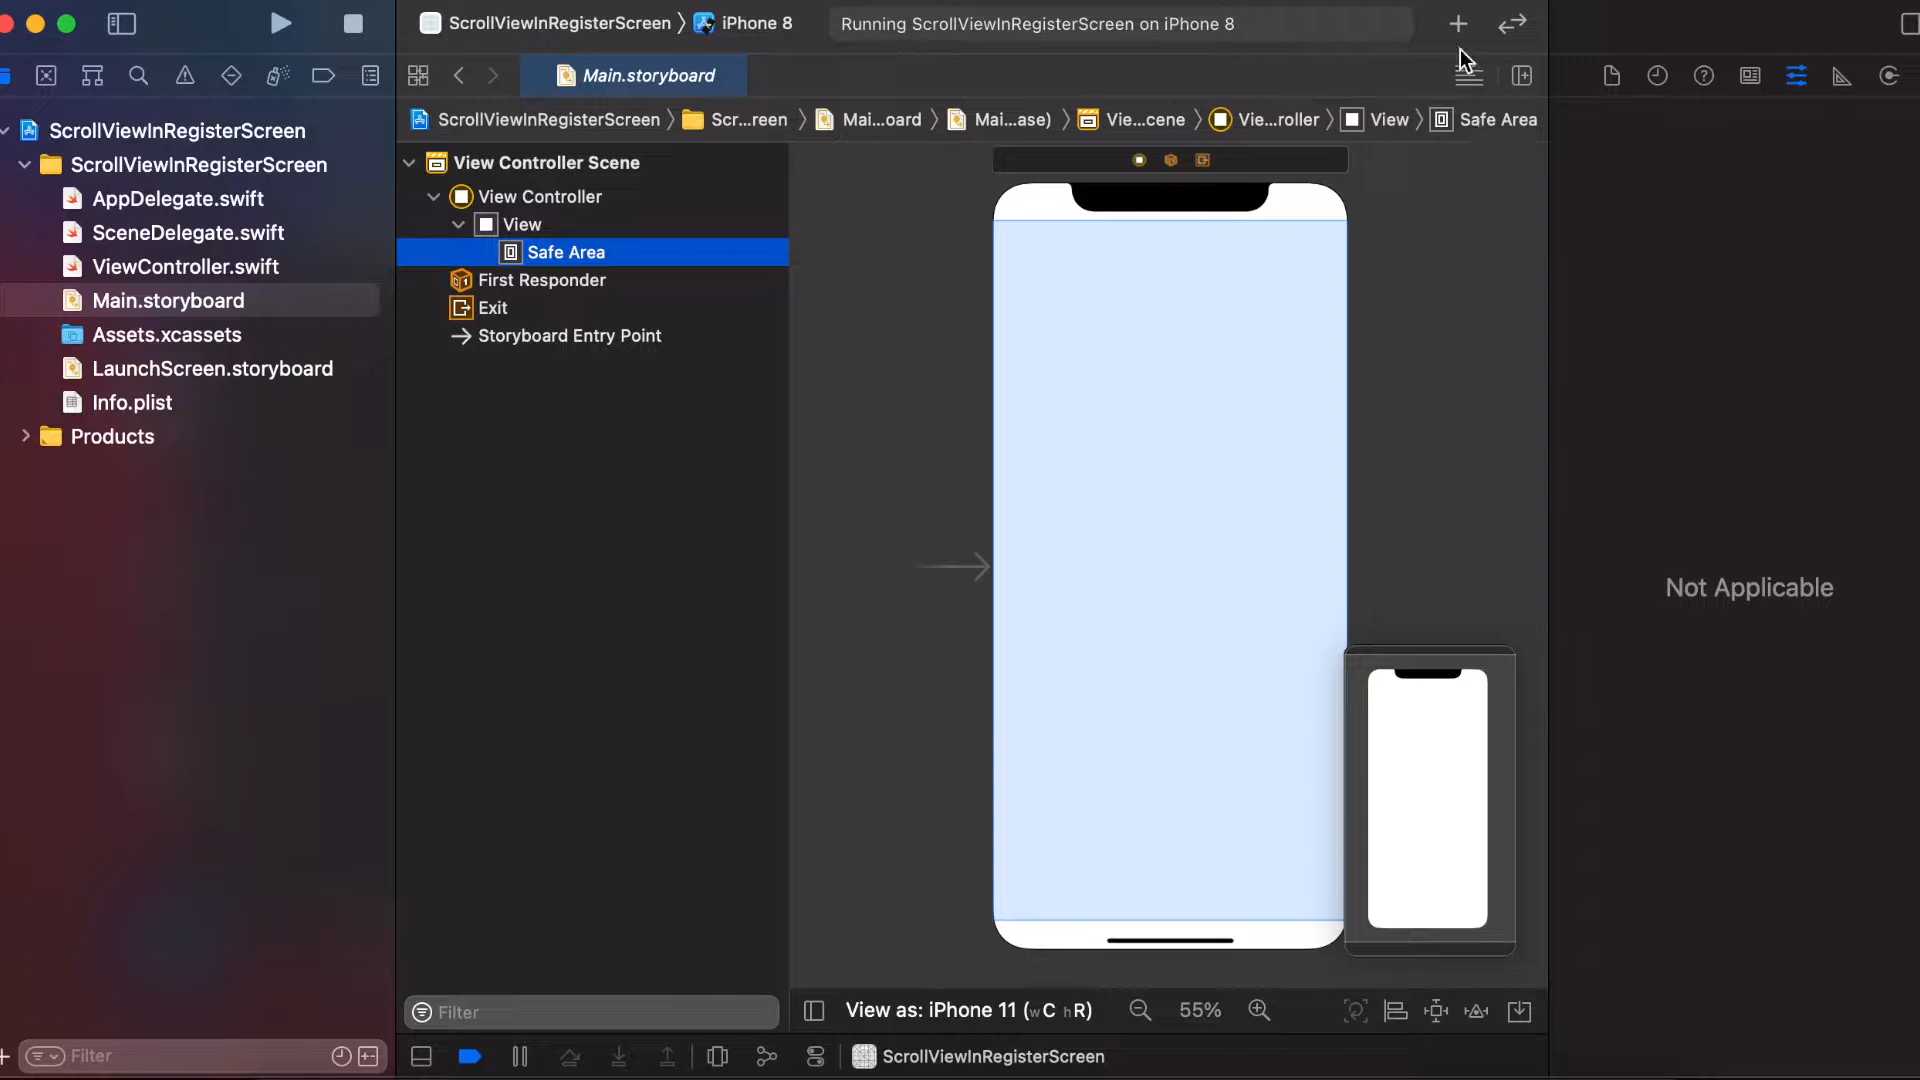 ScrollViewInRegisterScreen 〉 iPhone 8
Running ScrollViewInRegisterScreen on iPhone 8
Main.storyboard
ScrollViewInRegisterScreen 〉 Scr...reen 〉 Mai...oard 〉 Mai...ase) 〉 Vie...cene 〉 Vie...roller 〉 View 〉 Safe Area
ScrollViewInRegisterScreen
ScrollViewInRegisterScreen
AppDelegate.swift
SceneDelegate.swift
ViewController.swift
Main.storyboard
Assets.xcassets
LaunchScreen.storyboard
Info.plist
Products
View Controller Scene
View Controller
View
Safe Area
First Responder
Exit
Storyboard Entry Point
Not Applicable
Filter
View as: iPhone 11 (wC hR)
55%
Filter
ScrollViewInRegisterScreen